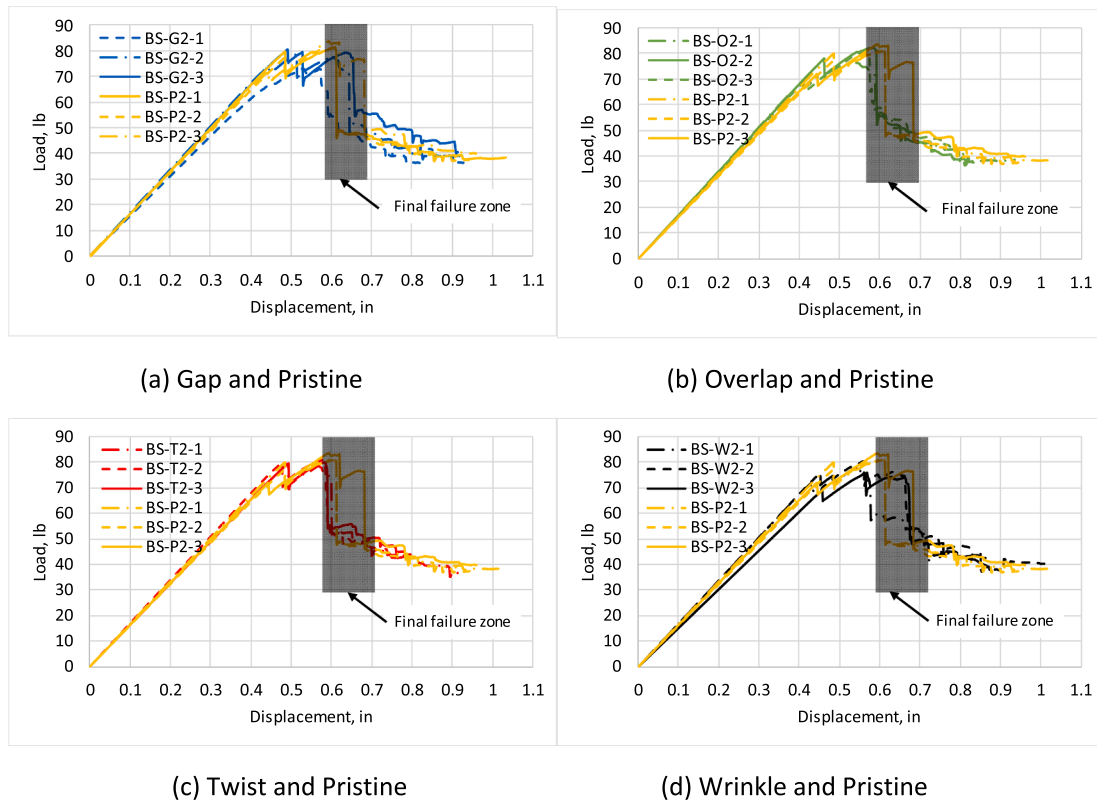 90
80
70
60
50
40
30
20
10
0
Load, lb
BS-G2-1
BS-G2-2
BS-G2-3
BS-P2-1
BS-P2-2
BS-P2-3
Final failure zone
0 0.1 0.2 0.3 0.4 0.5 0.6 0.7 0.8 0.9 1 1.1
Displacement, in
(a) Gap and Pristine
90
80
70
60
50
40
30
20
10
0
Load, lb
BS-O2-1
BS-O2-2
BS-O2-3
BS-P2-1
BS-P2-2
BS-P2-3
Final failure zone
0 0.1 0.2 0.3 0.4 0.5 0.6 0.7 0.8 0.9 1 1.1
Displacement, in
(b) Overlap and Pristine
90
80
70
60
50
40
30
20
10
0
Load, lb
BS-T2-1
BS-T2-2
BS-T2-3
BS-P2-1
BS-P2-2
BS-P2-3
Final failure zone
0 0.1 0.2 0.3 0.4 0.5 0.6 0.7 0.8 0.9 1 1.1
Displacement, in
(c) Twist and Pristine
90
80
70
60
50
40
30
20
10
0
Load, lb
BS-W2-1
BS-W2-2
BS-W2-3
BS-P2-1
BS-P2-2
BS-P2-3
Final failure zone
0 0.1 0.2 0.3 0.4 0.5 0.6 0.7 0.8 0.9 1 1.1
Displacement, in
(d) Wrinkle and Pristine